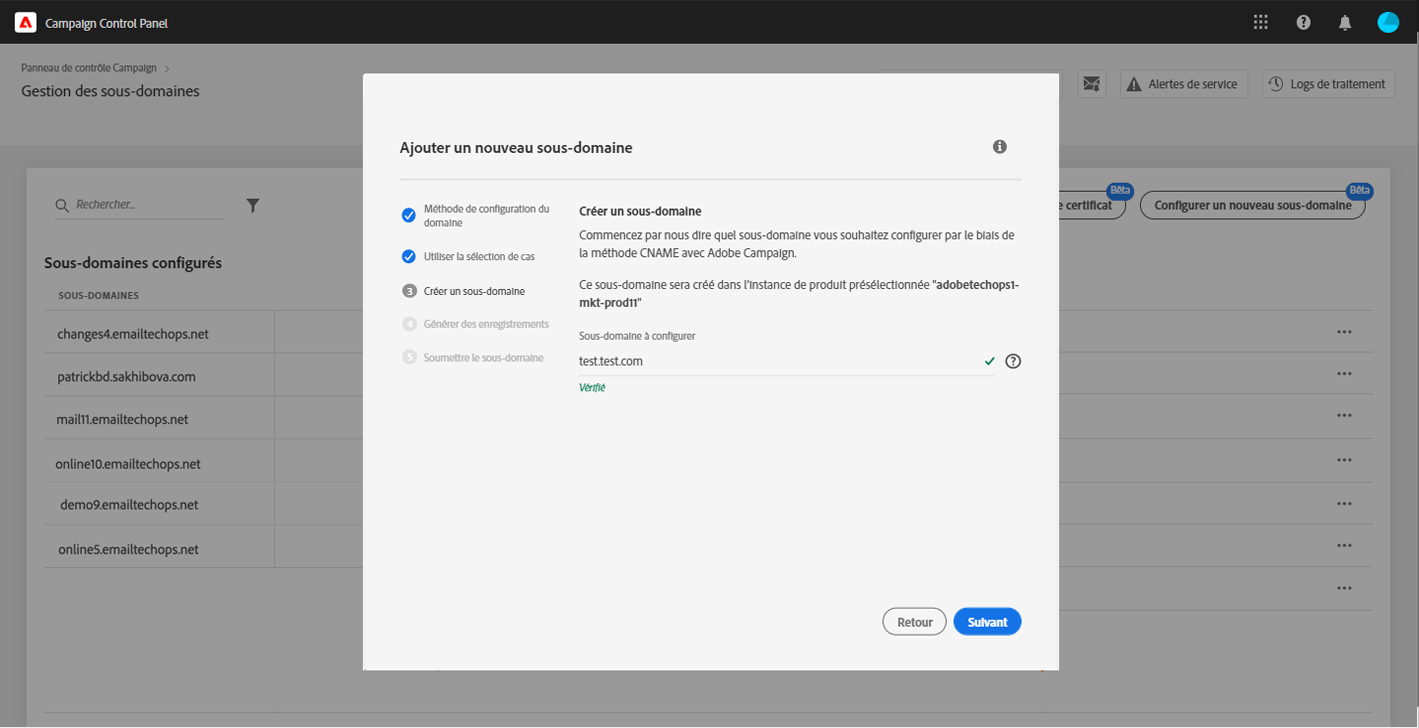 Campaign Control Panel
Panneau de contrôle Campaign
Gestion des sous-domaines
Alertes de service
Logs de traitement
Rechercher...
e certificat
Bêta
Configurer un nouveau sous-domaine
Bêta
Sous-domaines configurés
SOUS-DOMAINES
changes4.emailtechops.net
patrickbd.sakhibova.com
mail11.emailtechops.net
online10.emailtechops.net
demo9.emailtechops.net
online5.emailtechops.net
Ajouter un nouveau sous-domaine
Méthode de configuration du
domaine
Utiliser la sélection de cas
3 Créer un sous-domaine
4 Générer des enregistrements
5 Soumettre le sous-domaine
Créer un sous-domaine
Commencez par nous dire quel sous-domaine vous souhaitez configurer par le biais de
la méthode CNAME avec Adobe Campaign.
Ce sous-domaine sera créé dans l'instance de produit présélectionnée "adobetechops1-
mkt-prod11"
Sous-domaine à configurer
test.test.com
Vérifié
Retour
Suivant